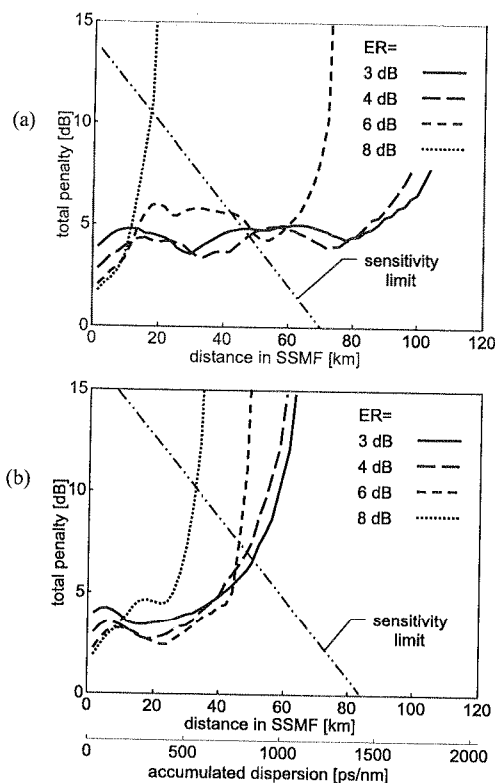 (a)
total penalty [dB]
15
10
5
0
ER=
3 dB
4 dB
6 dB
8 dB
sensitivity
limit
0 20 40 60 80 100 120
distance in SSMF [km]
(b)
total penalty [dB]
15
10
5
0
ER=
3 dB
4 dB
6 dB
8 dB
sensitivity
limit
0 20 40 60 80 100 120
distance in SSMF [km]
0 500 1000 1500 2000
accumulated dispersion [ps/nm]